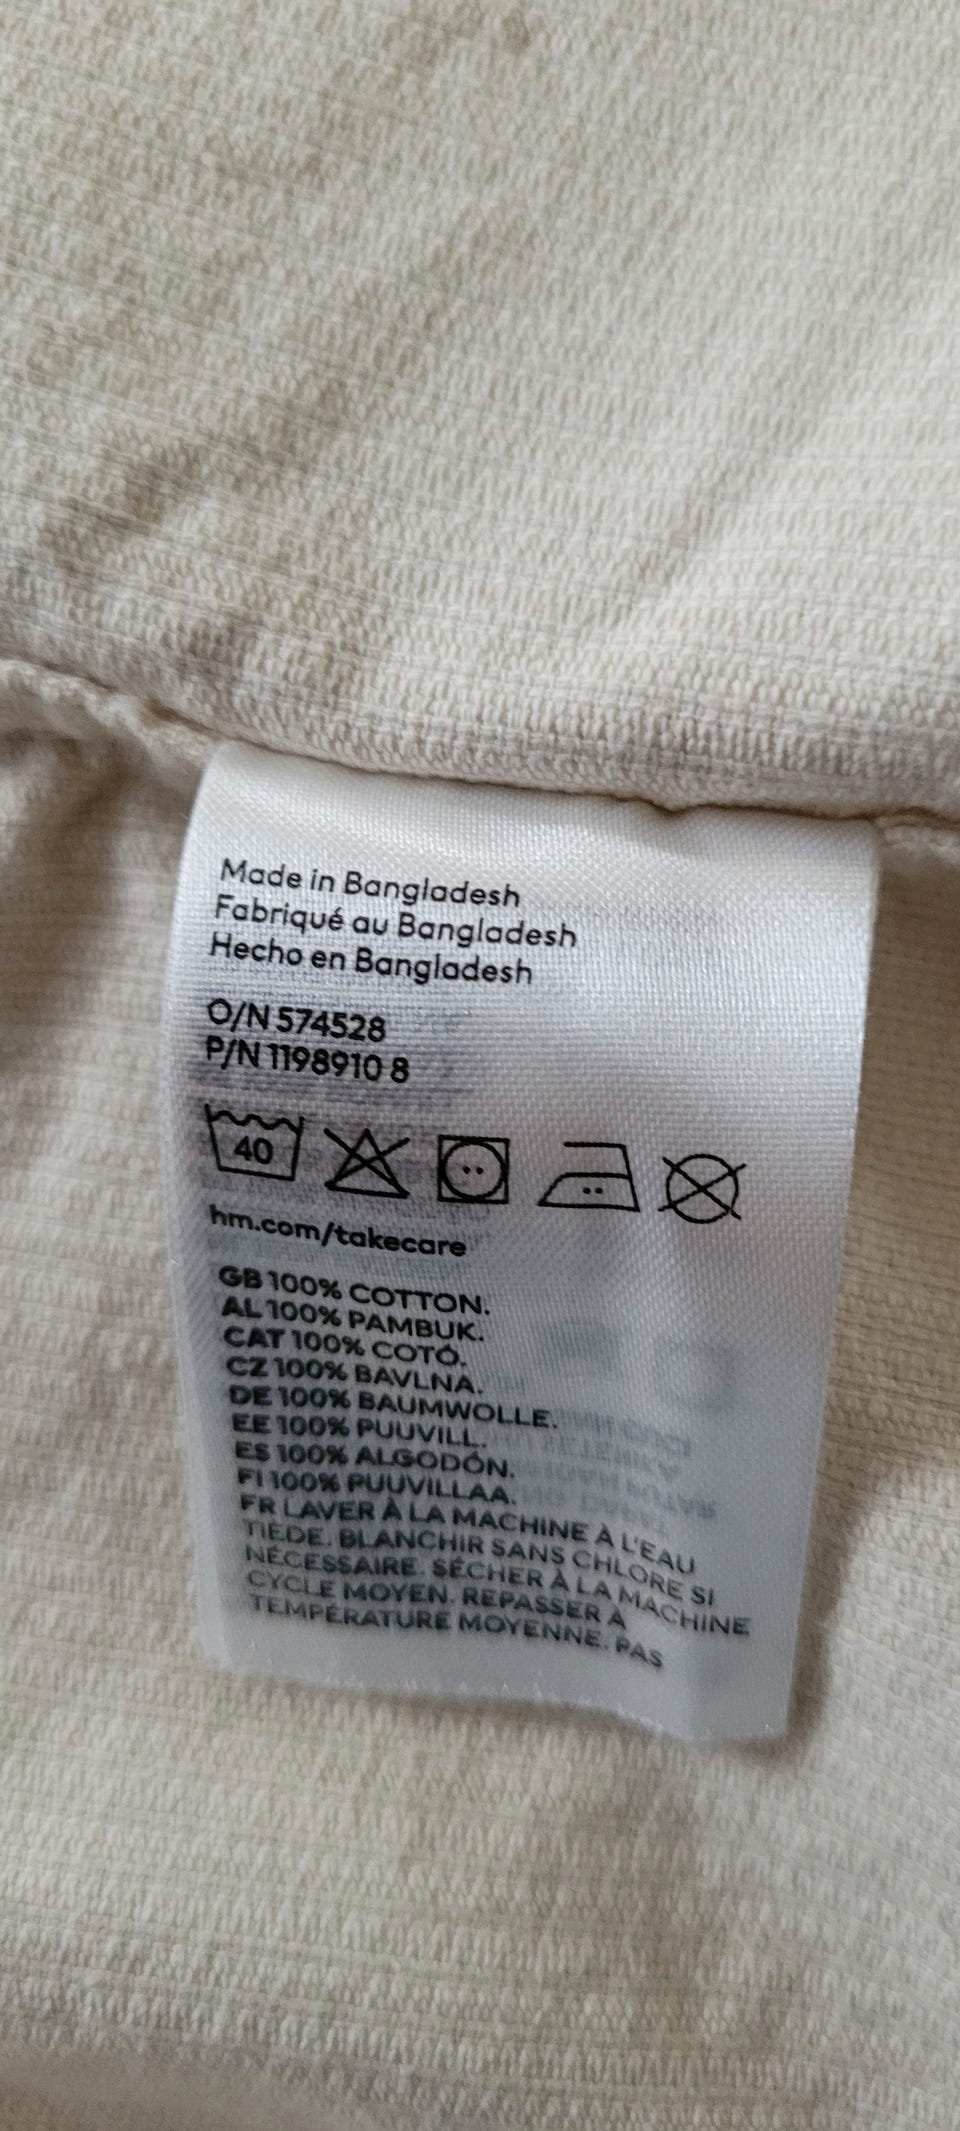 Made in Bangladesh
Fabriqué au Bangladesh
Hecho en Bangladesh
O/N 574528
P/N 1198910 8
40
hm.com/takecare
GB 100% COTTON.
AL 100% PAMBUK.
CAT 100% COTÓ.
CZ 100% BAVLNA.
DE 100% BAUMWOLLE.
EE 100% PUUVILL.
ES 100% ALGODÓN.
FI 100% PUUVILLAA.
FR LAVER À LA MACHINE À L'EAU
TIÈDE. BLANCHIR SANS CHLORE SI
NÉCESSAIRE. SÉCHER À LA MACHINE
CYCLE MOYEN. REPASSER À
TEMPÉRATURE MOYENNE. PAS